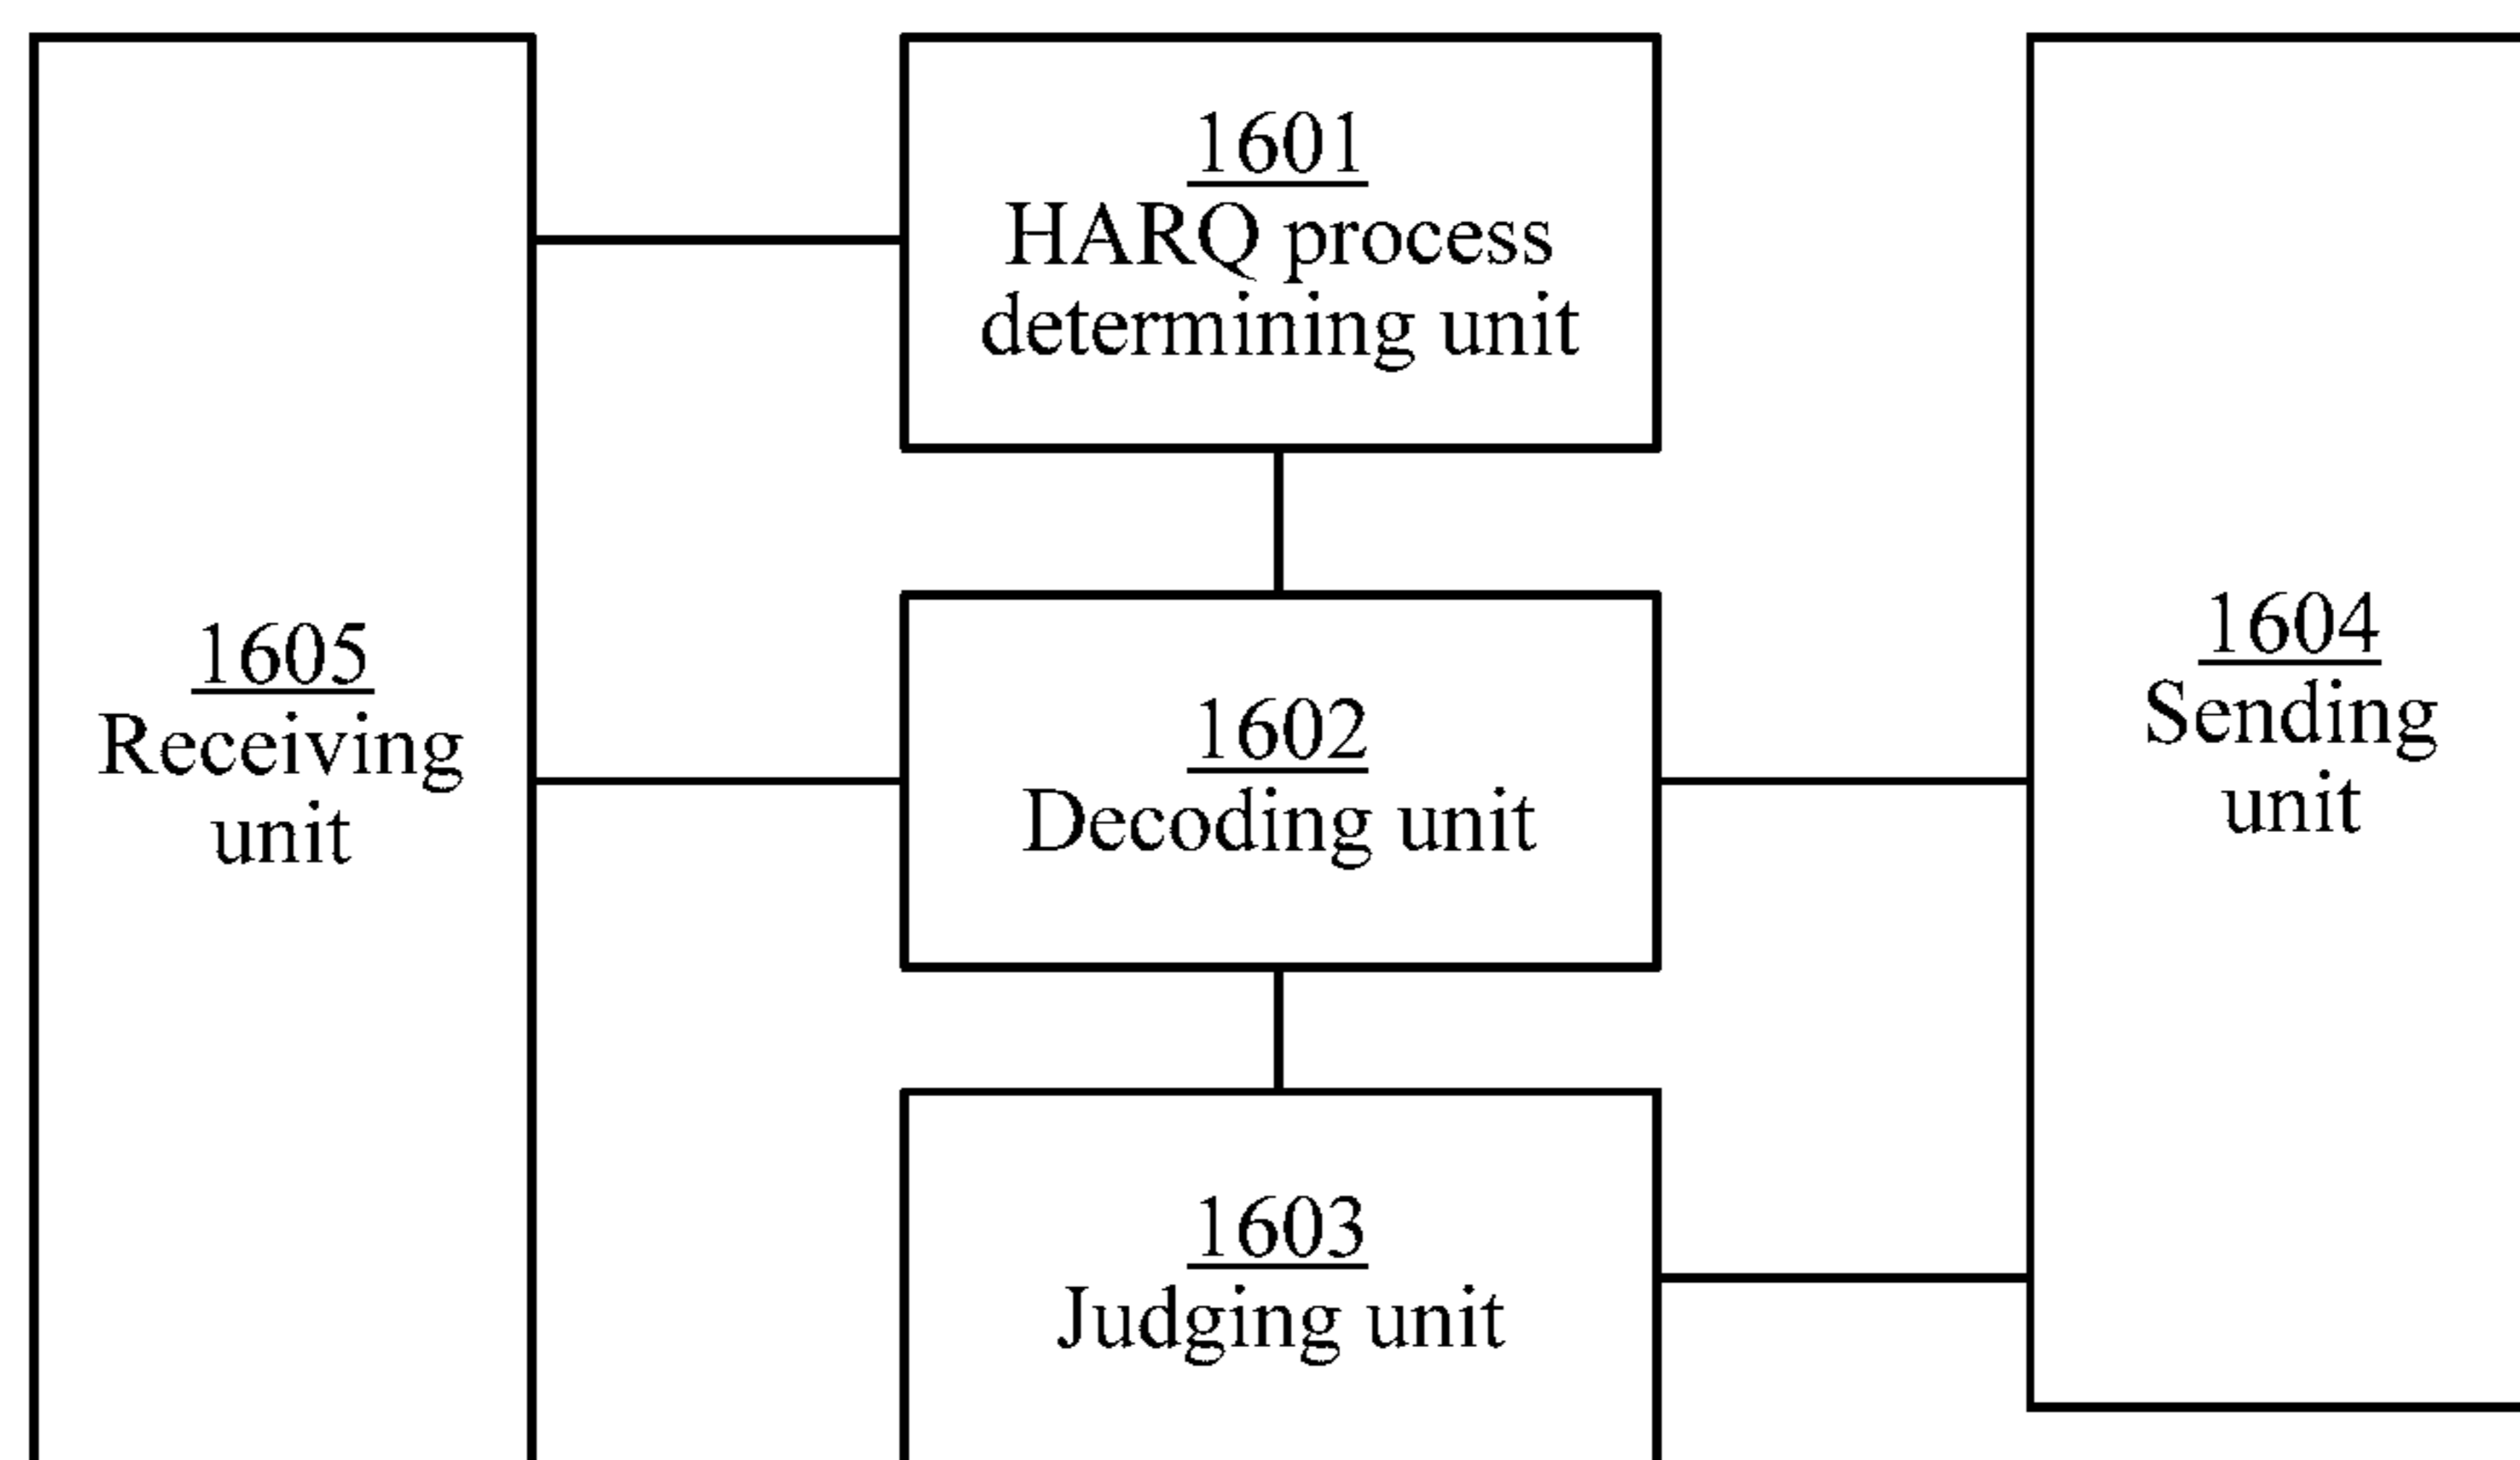 1601
HARQ process
determining unit
1605
Receiving
unit
1602
Decoding unit
1604
Sending
unit
1603
Judging unit